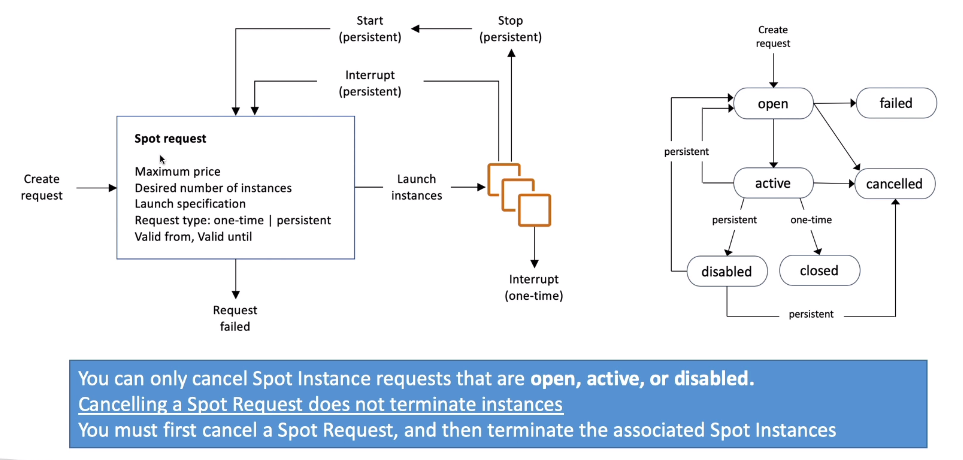 Start
(persistent)
Stop
(persistent)
Interrupt
(persistent)
Create
request
Spot request
Maximum price
Desired number of instances
Launch specification
Request type: one-time | persistent
Valid from, Valid until
Launch
instances
Interrupt
(one-time)
Request
failed
Create
request
open
failed
persistent
active
cancelled
persistent
one-time
disabled
closed
persistent
You can only cancel Spot Instance requests that are open, active, or disabled.
Cancelling a Spot Request does not terminate instances
You must first cancel a Spot Request, and then terminate the associated Spot Instances